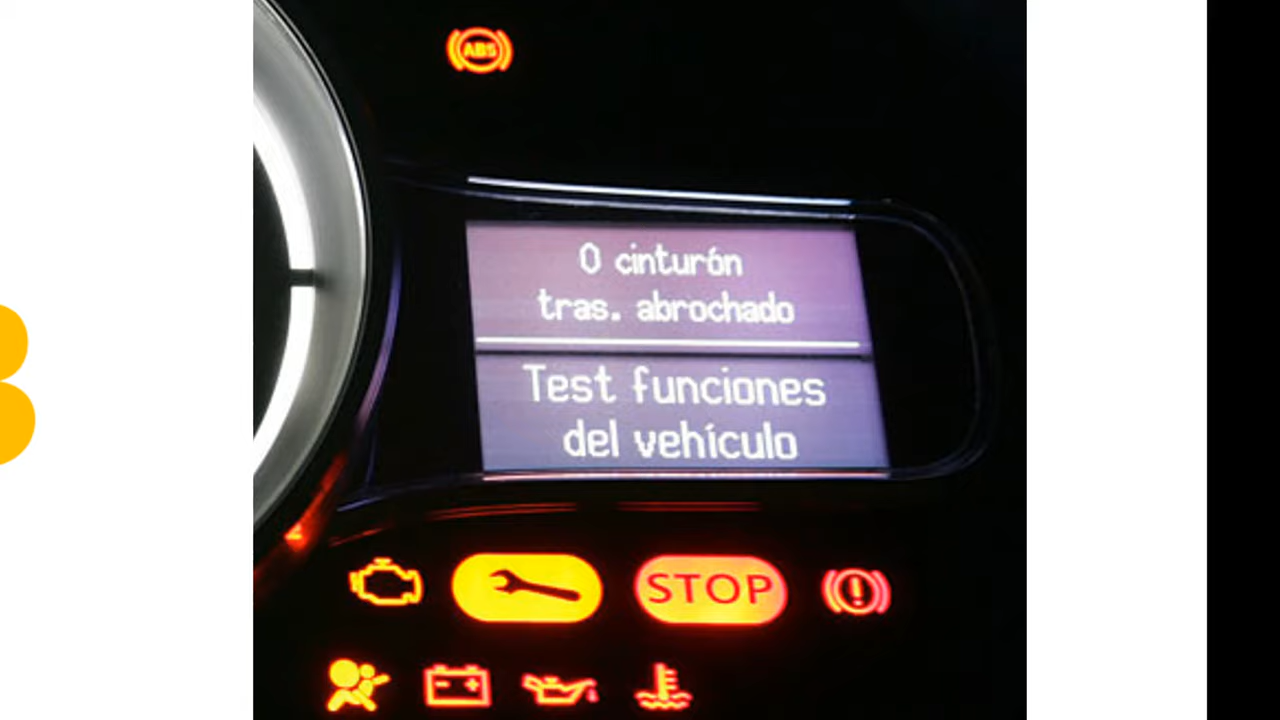 ABS
0 cinturón
tras. abrochado
Test funciones
del vehículo
STOP